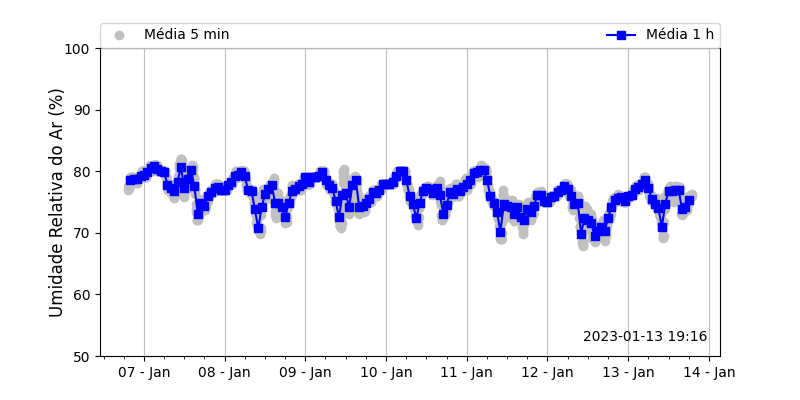 Média 5 min
Média 1 h
100
90
80
70
60
50
Umidade Relativa do Ar (%)
2023-01-13 19:16
07 - Jan
08 - Jan
09 - Jan
10 - Jan
11 - Jan
12 - Jan
13 - Jan
14 - Jan